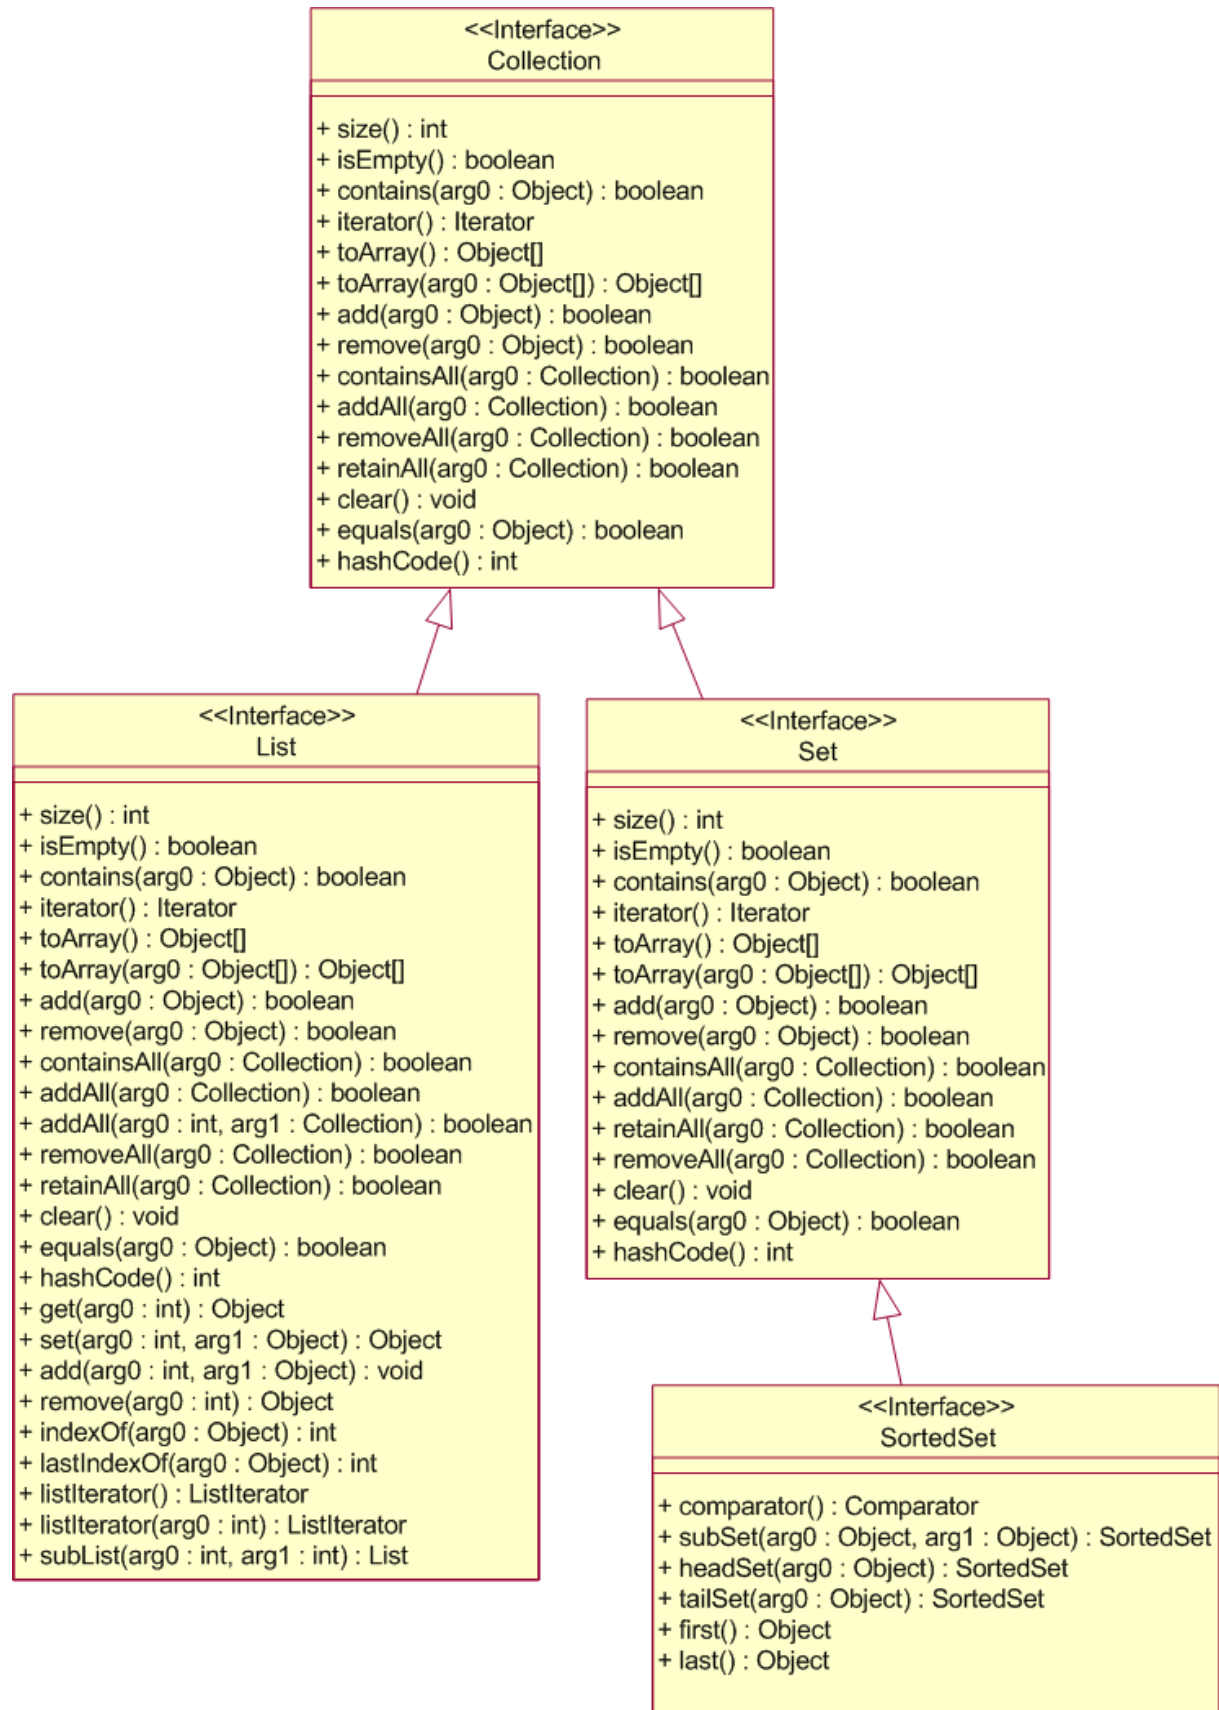 <<Interface>>
Collection
+ size() : int
+ isEmpty() : boolean
+ contains(arg0 : Object) : boolean
+ iterator() : Iterator
+ toArray() : Object[]
+ toArray(arg0 : Object[]) : Object[]
+ add(arg0 : Object) : boolean
+ remove(arg0 : Object) : boolean
+ containsAll(arg0 : Collection) : boolean
+ addAll(arg0 : Collection) : boolean
+ removeAll(arg0 : Collection) : boolean
+ retainAll(arg0 : Collection) : boolean
+ clear() : void
+ equals(arg0 : Object) : boolean
+ hashCode() : int
<<Interface>>
List
+ size() : int
+ isEmpty() : boolean
+ contains(arg0 : Object) : boolean
+ iterator() : Iterator
+ toArray() : Object[]
+ toArray(arg0 : Object[]) : Object[]
+ add(arg0 : Object) : boolean
+ remove(arg0 : Object) : boolean
+ containsAll(arg0 : Collection) : boolean
+ addAll(arg0 : Collection) : boolean
+ addAll(arg0 : int, arg1 : Collection) : boolean
+ removeAll(arg0 : Collection) : boolean
+ retainAll(arg0 : Collection) : boolean
+ clear() : void
+ equals(arg0 : Object) : boolean
+ hashCode() : int
+ get(arg0 : int) : Object
+ set(arg0 : int, arg1 : Object) : Object
+ add(arg0 : int, arg1 : Object) : void
+ remove(arg0 : int) : Object
+ indexOf(arg0 : Object) : int
+ lastIndexOf(arg0 : Object) : int
+ listIterator() : ListIterator
+ listIterator(arg0 : int) : ListIterator
+ subList(arg0 : int, arg1 : int) : List
<<Interface>>
Set
+ size() : int
+ isEmpty() : boolean
+ contains(arg0 : Object) : boolean
+ iterator() : Iterator
+ toArray() : Object[]
+ toArray(arg0 : Object[]) : Object[]
+ add(arg0 : Object) : boolean
+ remove(arg0 : Object) : boolean
+ containsAll(arg0 : Collection) : boolean
+ addAll(arg0 : Collection) : boolean
+ retainAll(arg0 : Collection) : boolean
+ removeAll(arg0 : Collection) : boolean
+ clear() : void
+ equals(arg0 : Object) : boolean
+ hashCode() : int
<<Interface>>
SortedSet
+ comparator() : Comparator
+ subSet(arg0 : Object, arg1 : Object) : SortedSet
+ headSet(arg0 : Object) : SortedSet
+ tailSet(arg0 : Object) : SortedSet
+ first() : Object
+ last() : Object